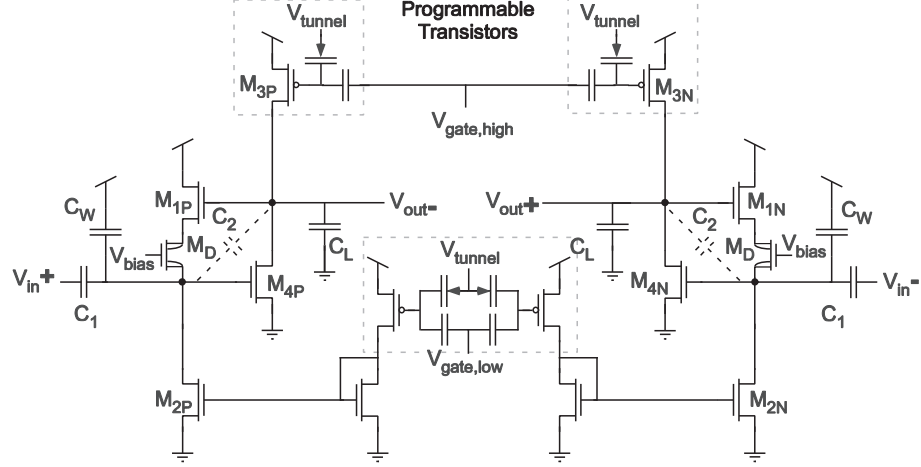 Programmable
Transistors
V_tunnel
V_tunnel
M_3P
M_3N
V_gate,high
M_1P
C_2
V_out-
V_out+
C_2
M_1N
C_W
M_D
V_bias
C_L
V_tunnel
C_L
M_D
V_bias
C_W
V_in+
C_1
M_4P
M_4N
V_in-
C_1
V_gate,low
M_2P
M_2N